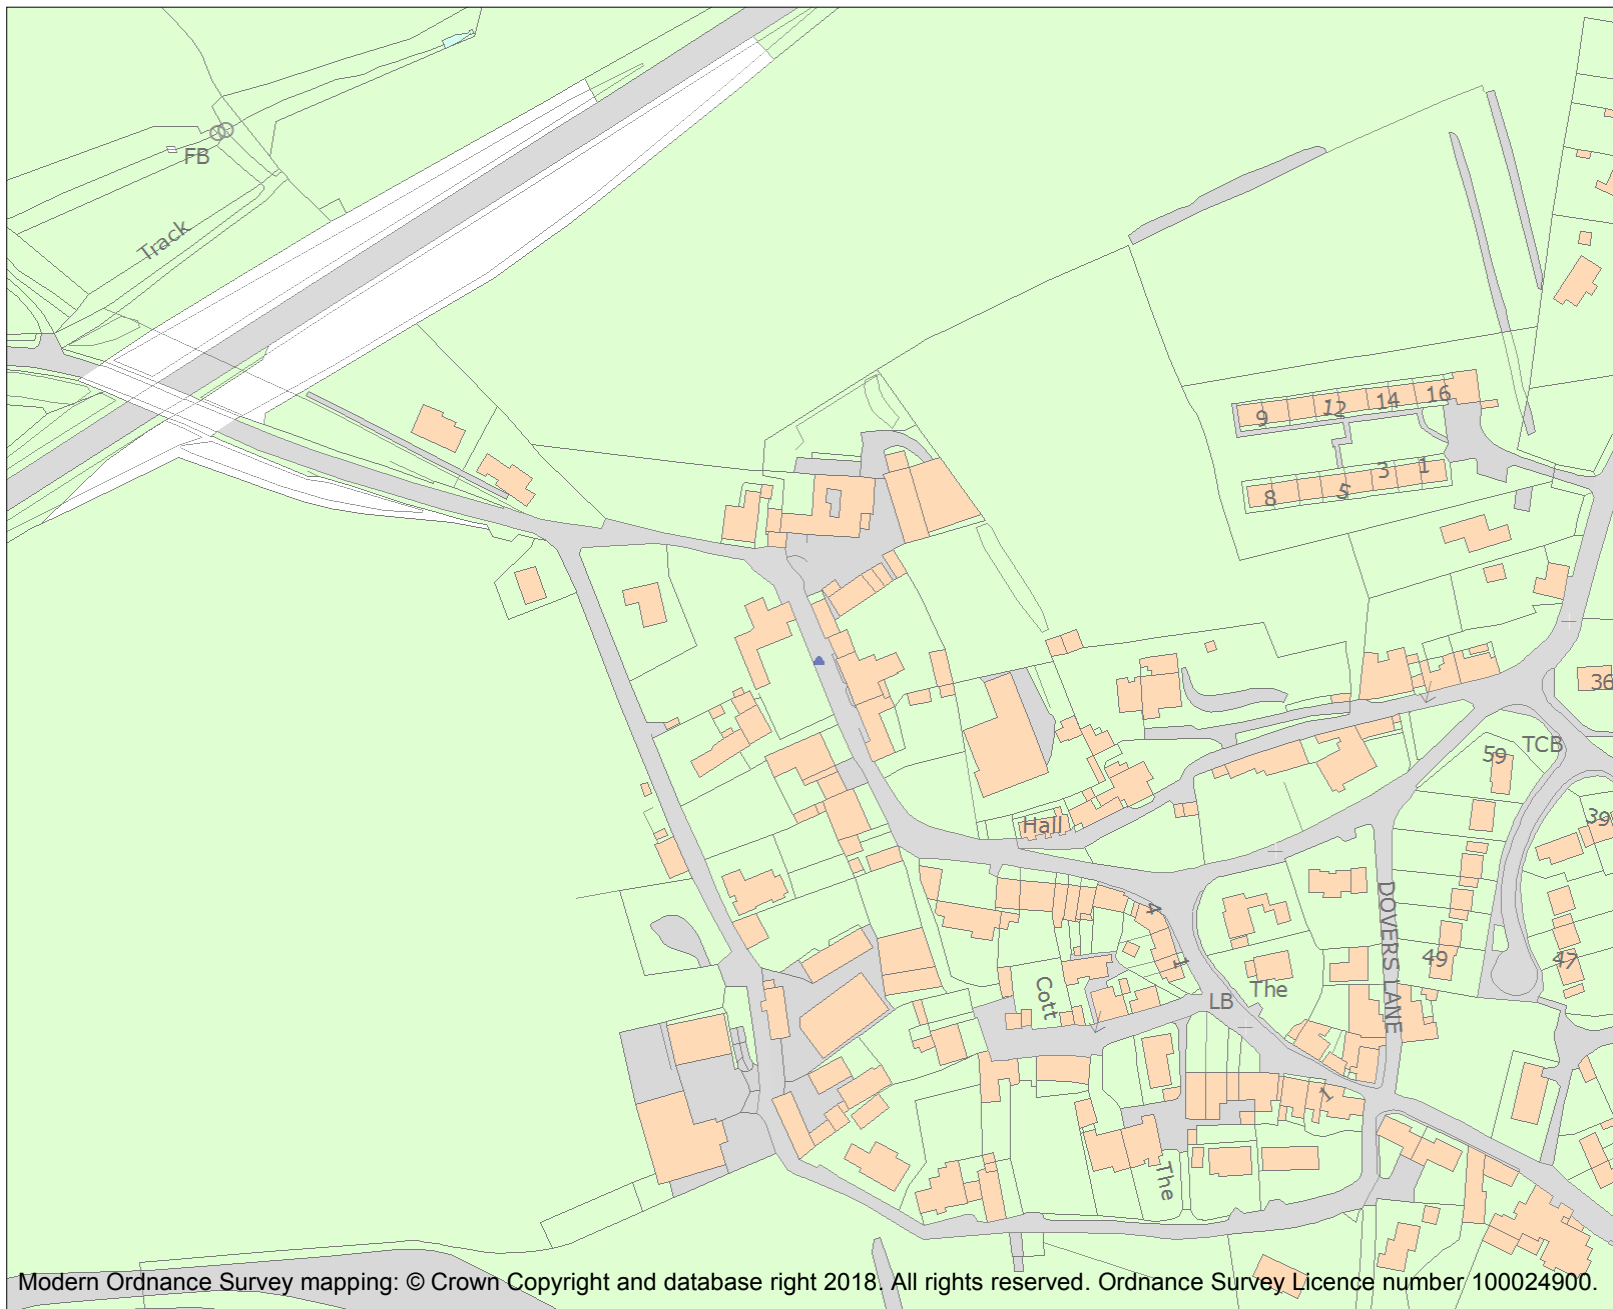 FB
Track
9
12
14
16
8
5
3
1
36
TCB
59
39
Hall
4
1
DOVERS LANE
49
47
Cott
LB
The
1
The
Modern Ordnance Survey mapping: © Crown Copyright and database right 2018. All rights reserved. Ordnance Survey Licence number 100024900.